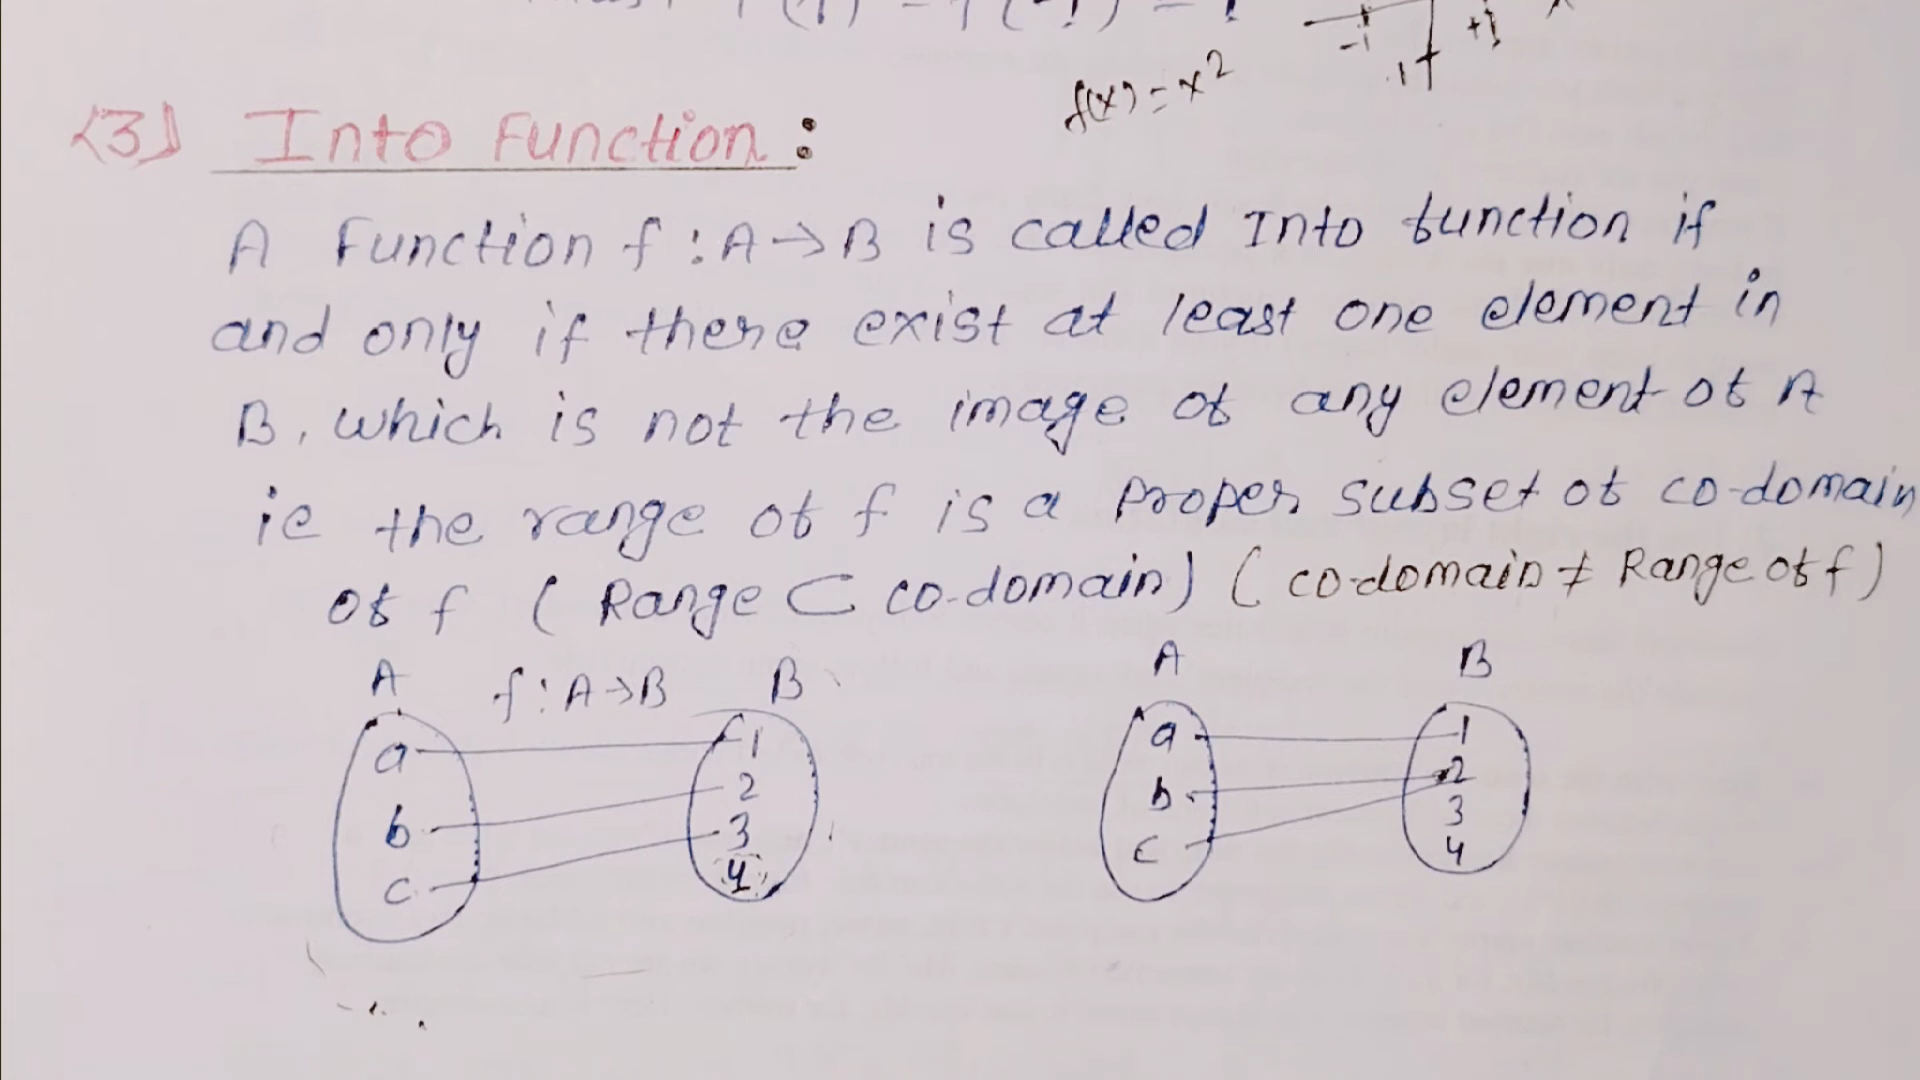 f(x) = x²
-1
+1
(3) Into Function :
A Function f : A → B is called Into function if
and only if there exist at least one element in
B, which is not the image of any element of A
ie the range of f is a proper subset of co-domain
of f ( Range ⊂ co-domain) ( co-domain ≠ Range of f )
A f : A → B B
a 1
b 2
c 3
4
A B
a 1
b 2
c 3
4